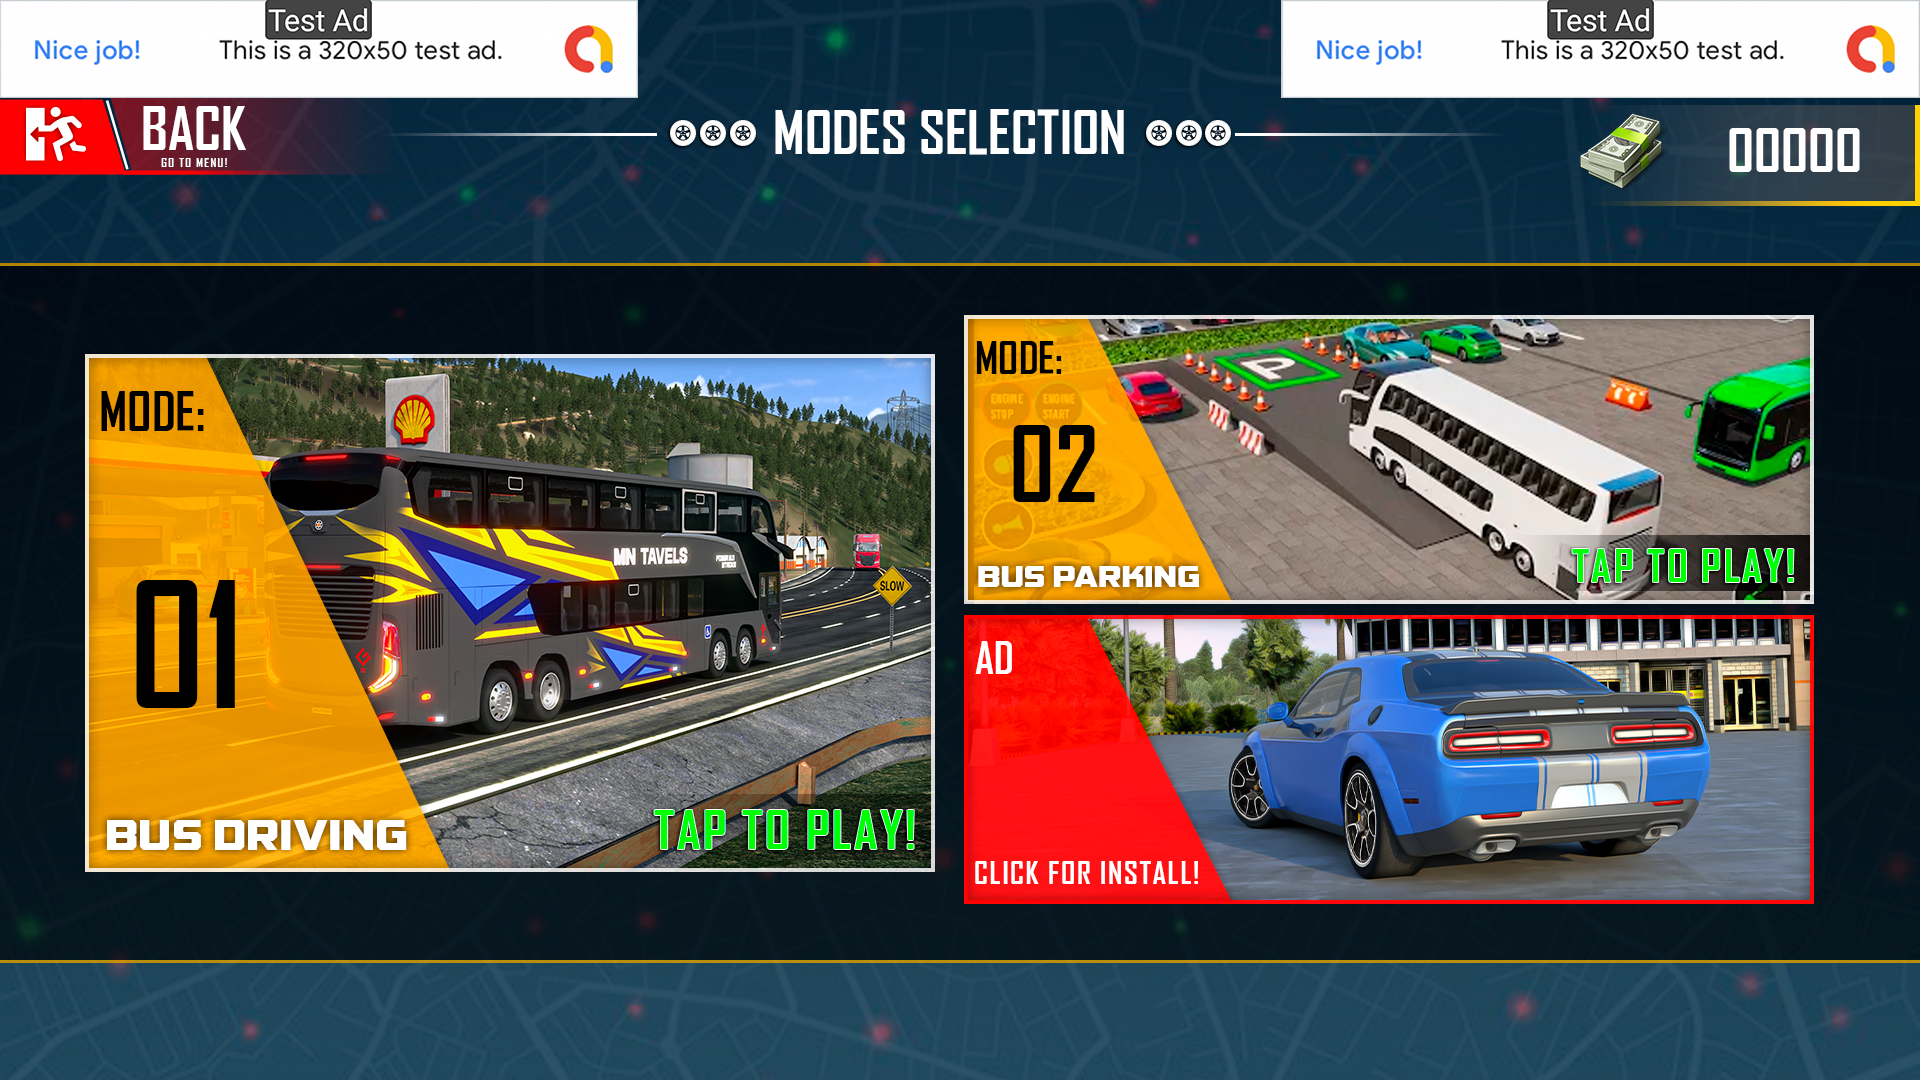 Test Ad
Nice job!
This is a 320x50 test ad.
Test Ad
Nice job!
This is a 320x50 test ad.
BACK
GO TO MENU!
MODES SELECTION
00000
MODE:
01
BUS DRIVING
MN TAVELS
SLOW
TAP TO PLAY!
MODE:
ENGINE STOP
ENGINE START
02
BUS PARKING
P
TAP TO PLAY!
AD
CLICK FOR INSTALL!